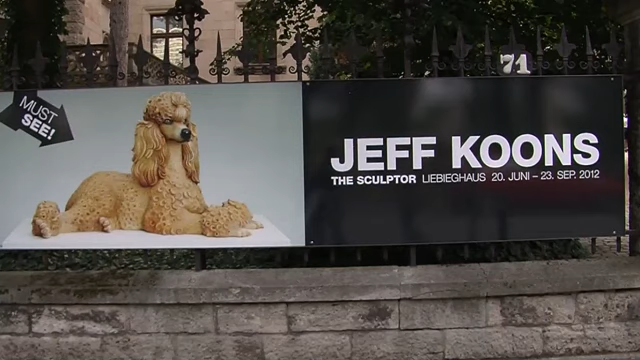 MUST
SEE!
71
JEFF KOONS
THE SCULPTOR LIEBIEGHAUS 20. JUNI – 23. SEP. 2012